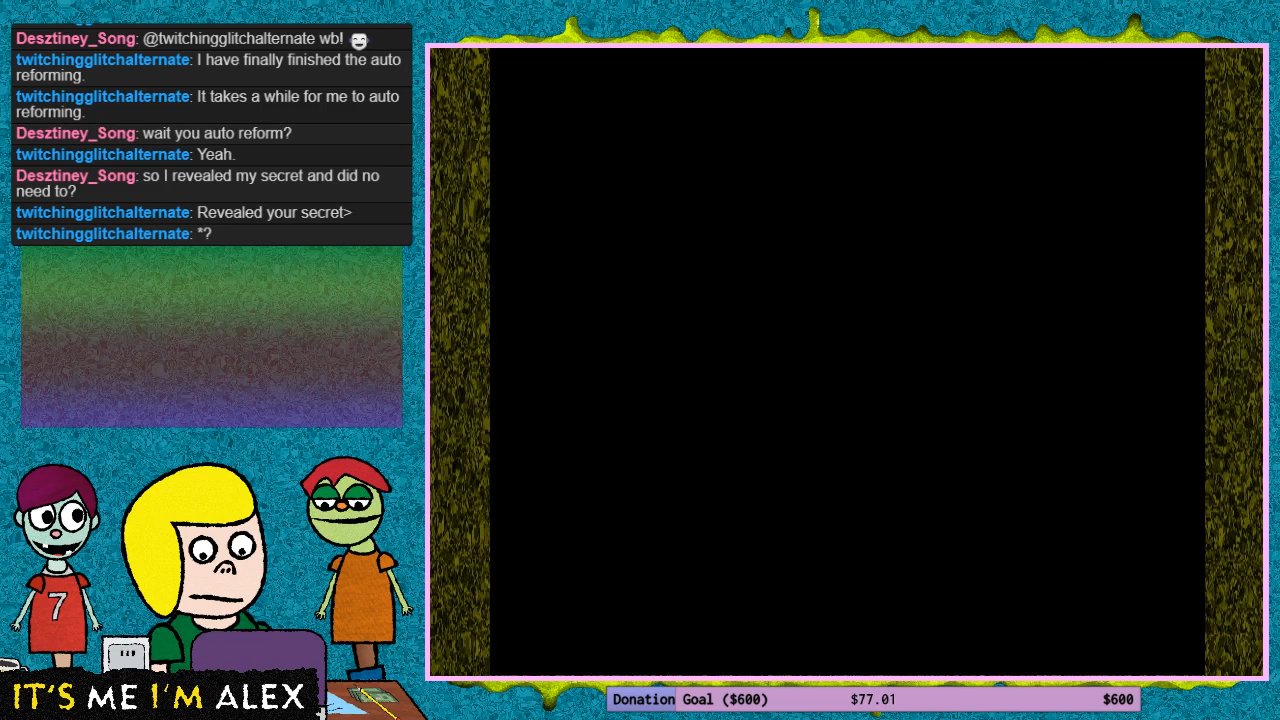 Desztiney_Song: @twitchingglitchalternate wb!
twitchingglitchalternate: I have finally finished the auto
reforming.
twitchingglitchalternate: It takes a while for me to auto
reforming.
Desztiney_Song: wait you auto reform?
twitchingglitchalternate: Yeah.
Desztiney_Song: so I revealed my secret and did no
need to?
twitchingglitchalternate: Revealed your secret>
twitchingglitchalternate: *?
7
IT'S ME I'M ALEX
Donation Goal ($600) $77.01 $600